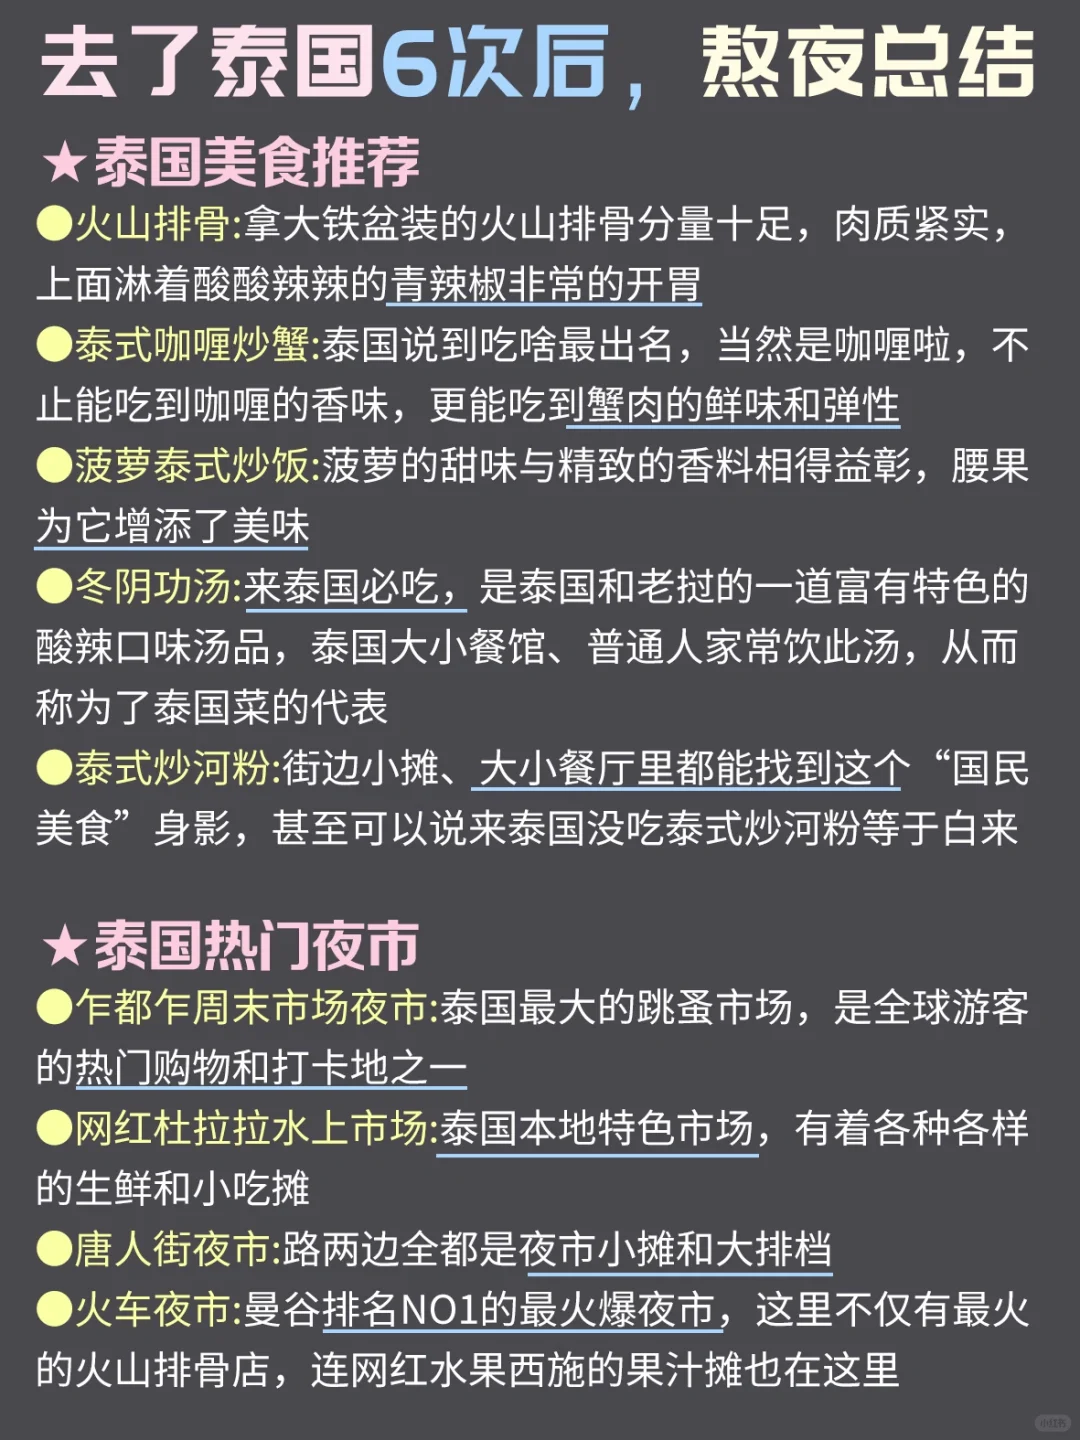 去了泰国6次后，熬夜总结
★泰国美食推荐
●火山排骨:拿大铁盆装的火山排骨分量十足，肉质紧实，
上面淋着酸酸辣辣的青辣椒非常的开胃
●泰式咖喱炒蟹:泰国说到吃啥最出名，当然是咖喱啦，不
止能吃到咖喱的香味，更能吃到蟹肉的鲜味和弹性
●菠萝泰式炒饭:菠萝的甜味与精致的香料相得益彰，腰果
为它增添了美味
●冬阴功汤:来泰国必吃，是泰国和老挝的一道富有特色的
酸辣口味汤品，泰国大小餐馆、普通人家常饮此汤，从而
称为了泰国菜的代表
●泰式炒河粉:街边小摊、大小餐厅里都能找到这个“国民
美食”身影，甚至可以说来泰国没吃泰式炒河粉等于白来
★泰国热门夜市
●乍都乍周末市场夜市:泰国最大的跳蚤市场，是全球游客
的热门购物和打卡地之一
●网红杜拉拉水上市场:泰国本地特色市场，有着各种各样
的生鲜和小吃摊
●唐人街夜市:路两边全都是夜市小摊和大排档
●火车夜市:曼谷排名NO1的最火爆夜市，这里不仅有最火
的火山排骨店，连网红水果西施的果汁摊也在这里